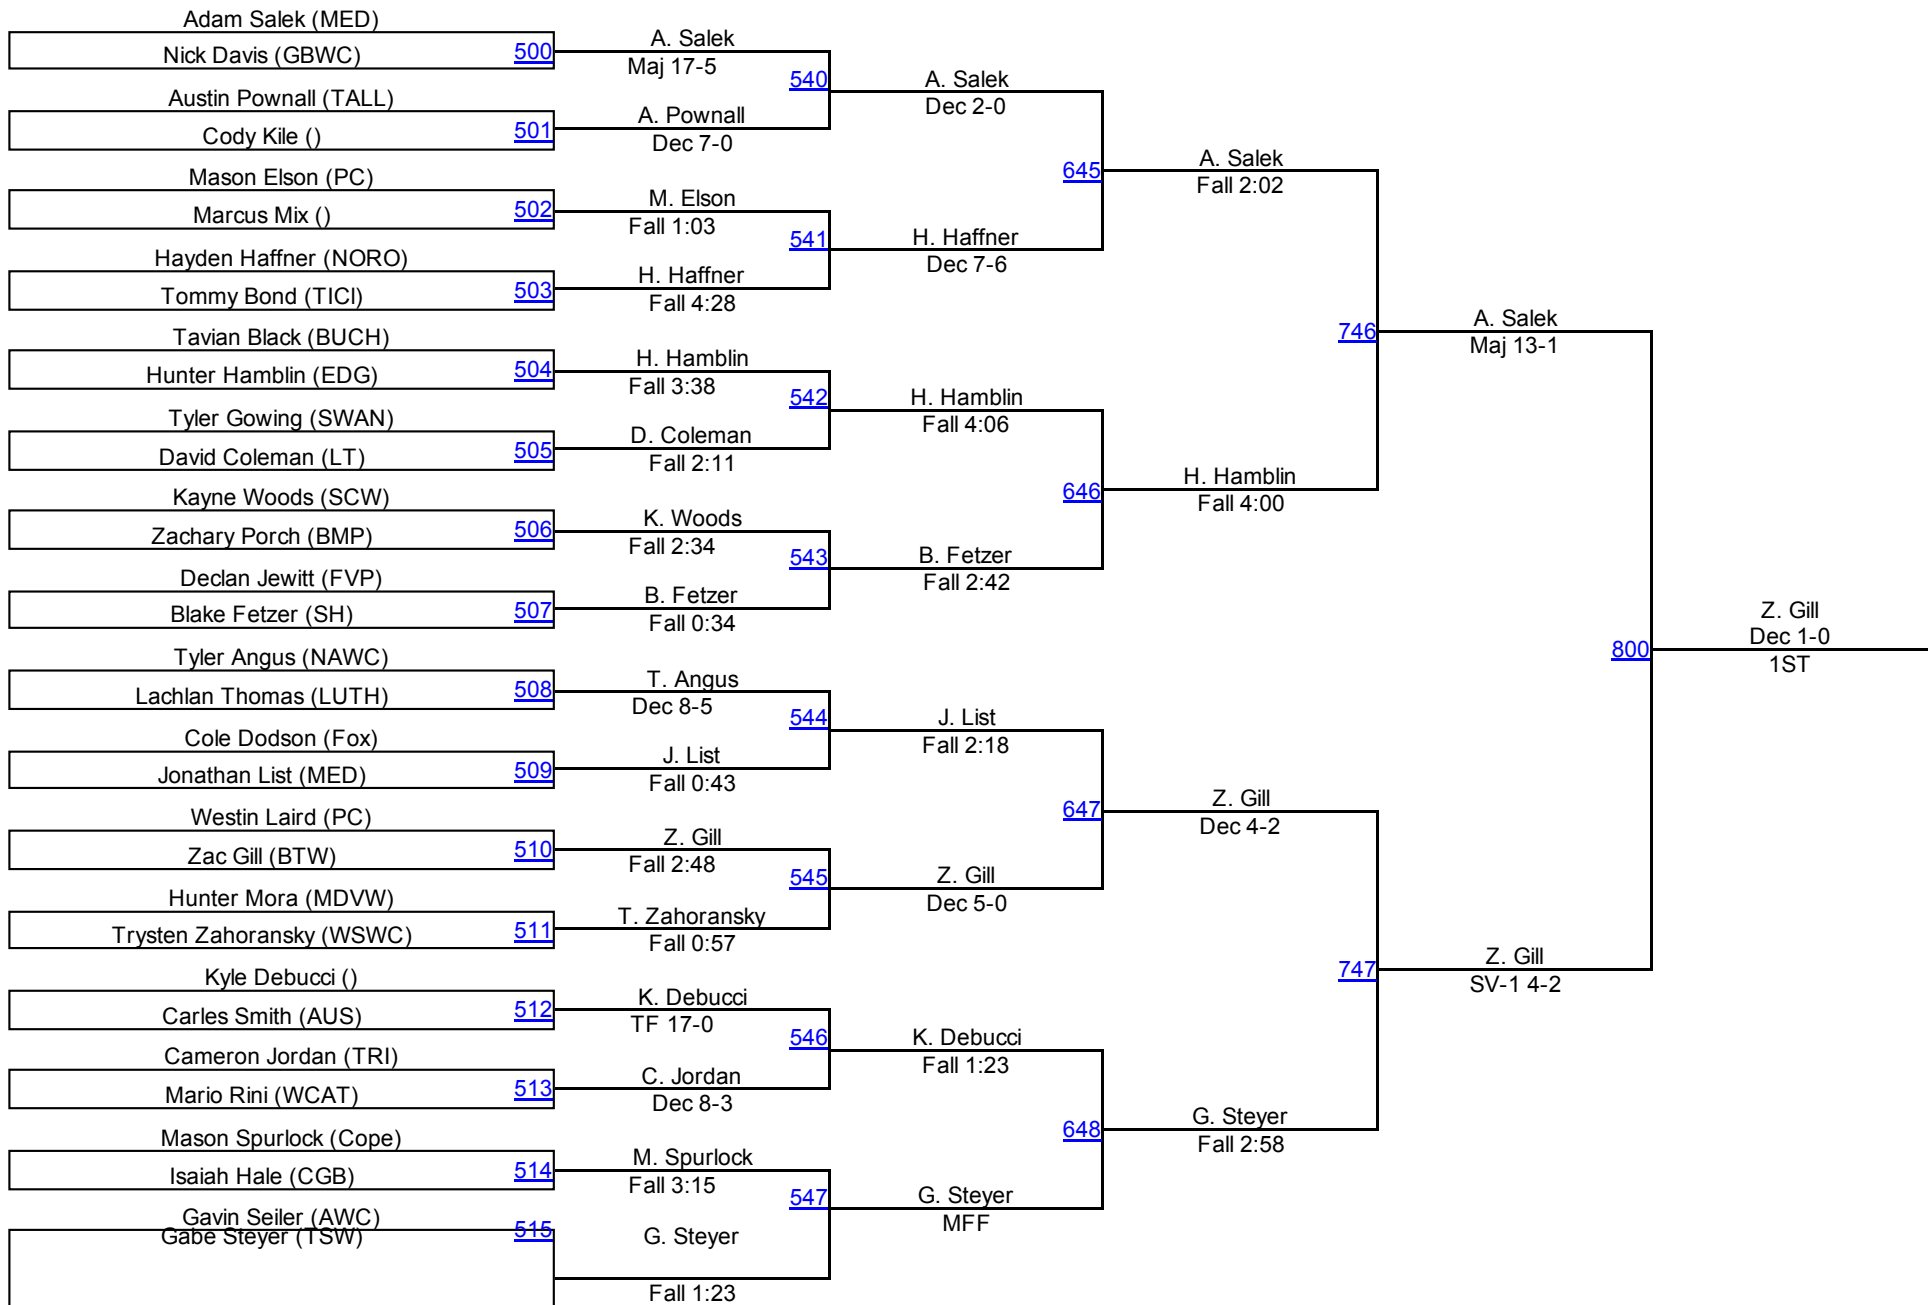 Adam Salek (MED)
Nick Davis (GBWC)
500
Austin Pownall (TALL)
Cody Kile ()
501
Mason Elson (PC)
Marcus Mix ()
502
Hayden Haffner (NORO)
Tommy Bond (TICI)
503
Tavian Black (BUCH)
Hunter Hamblin (EDG)
504
Tyler Gowing (SWAN)
David Coleman (LT)
505
Kayne Woods (SCW)
Zachary Porch (BMP)
506
Declan Jewitt (FVP)
Blake Fetzer (SH)
507
Tyler Angus (NAWC)
Lachlan Thomas (LUTH)
508
Cole Dodson (Fox)
Jonathan List (MED)
509
Westin Laird (PC)
Zac Gill (BTW)
510
Hunter Mora (MDVW)
Trysten Zahoransky (WSWC)
511
Kyle Debucci ()
Carles Smith (AUS)
512
Cameron Jordan (TRI)
Mario Rini (WCAT)
513
Mason Spurlock (Cope)
Isaiah Hale (CGB)
514
Gavin Seiler (AWC)
Gabe Steyer (TSW)
515
A. Salek
Maj 17-5
540
A. Pownall
Dec 7-0
M. Elson
Fall 1:03
541
H. Haffner
Fall 4:28
H. Hamblin
Fall 3:38
542
D. Coleman
Fall 2:11
K. Woods
Fall 2:34
543
B. Fetzer
Fall 0:34
T. Angus
Dec 8-5
544
J. List
Fall 0:43
Z. Gill
Fall 2:48
545
T. Zahoransky
Fall 0:57
K. Debucci
TF 17-0
546
C. Jordan
Dec 8-3
M. Spurlock
Fall 3:15
547
G. Steyer
Fall 1:23
A. Salek
Dec 2-0
645
H. Haffner
Dec 7-6
H. Hamblin
Fall 4:06
646
B. Fetzer
Fall 2:42
J. List
Fall 2:18
647
Z. Gill
Dec 5-0
K. Debucci
Fall 1:23
648
G. Steyer
MFF
A. Salek
Fall 2:02
746
H. Hamblin
Fall 4:00
Z. Gill
Dec 4-2
747
G. Steyer
Fall 2:58
A. Salek
Maj 13-1
800
Z. Gill
SV-1 4-2
Z. Gill
Dec 1-0
1ST